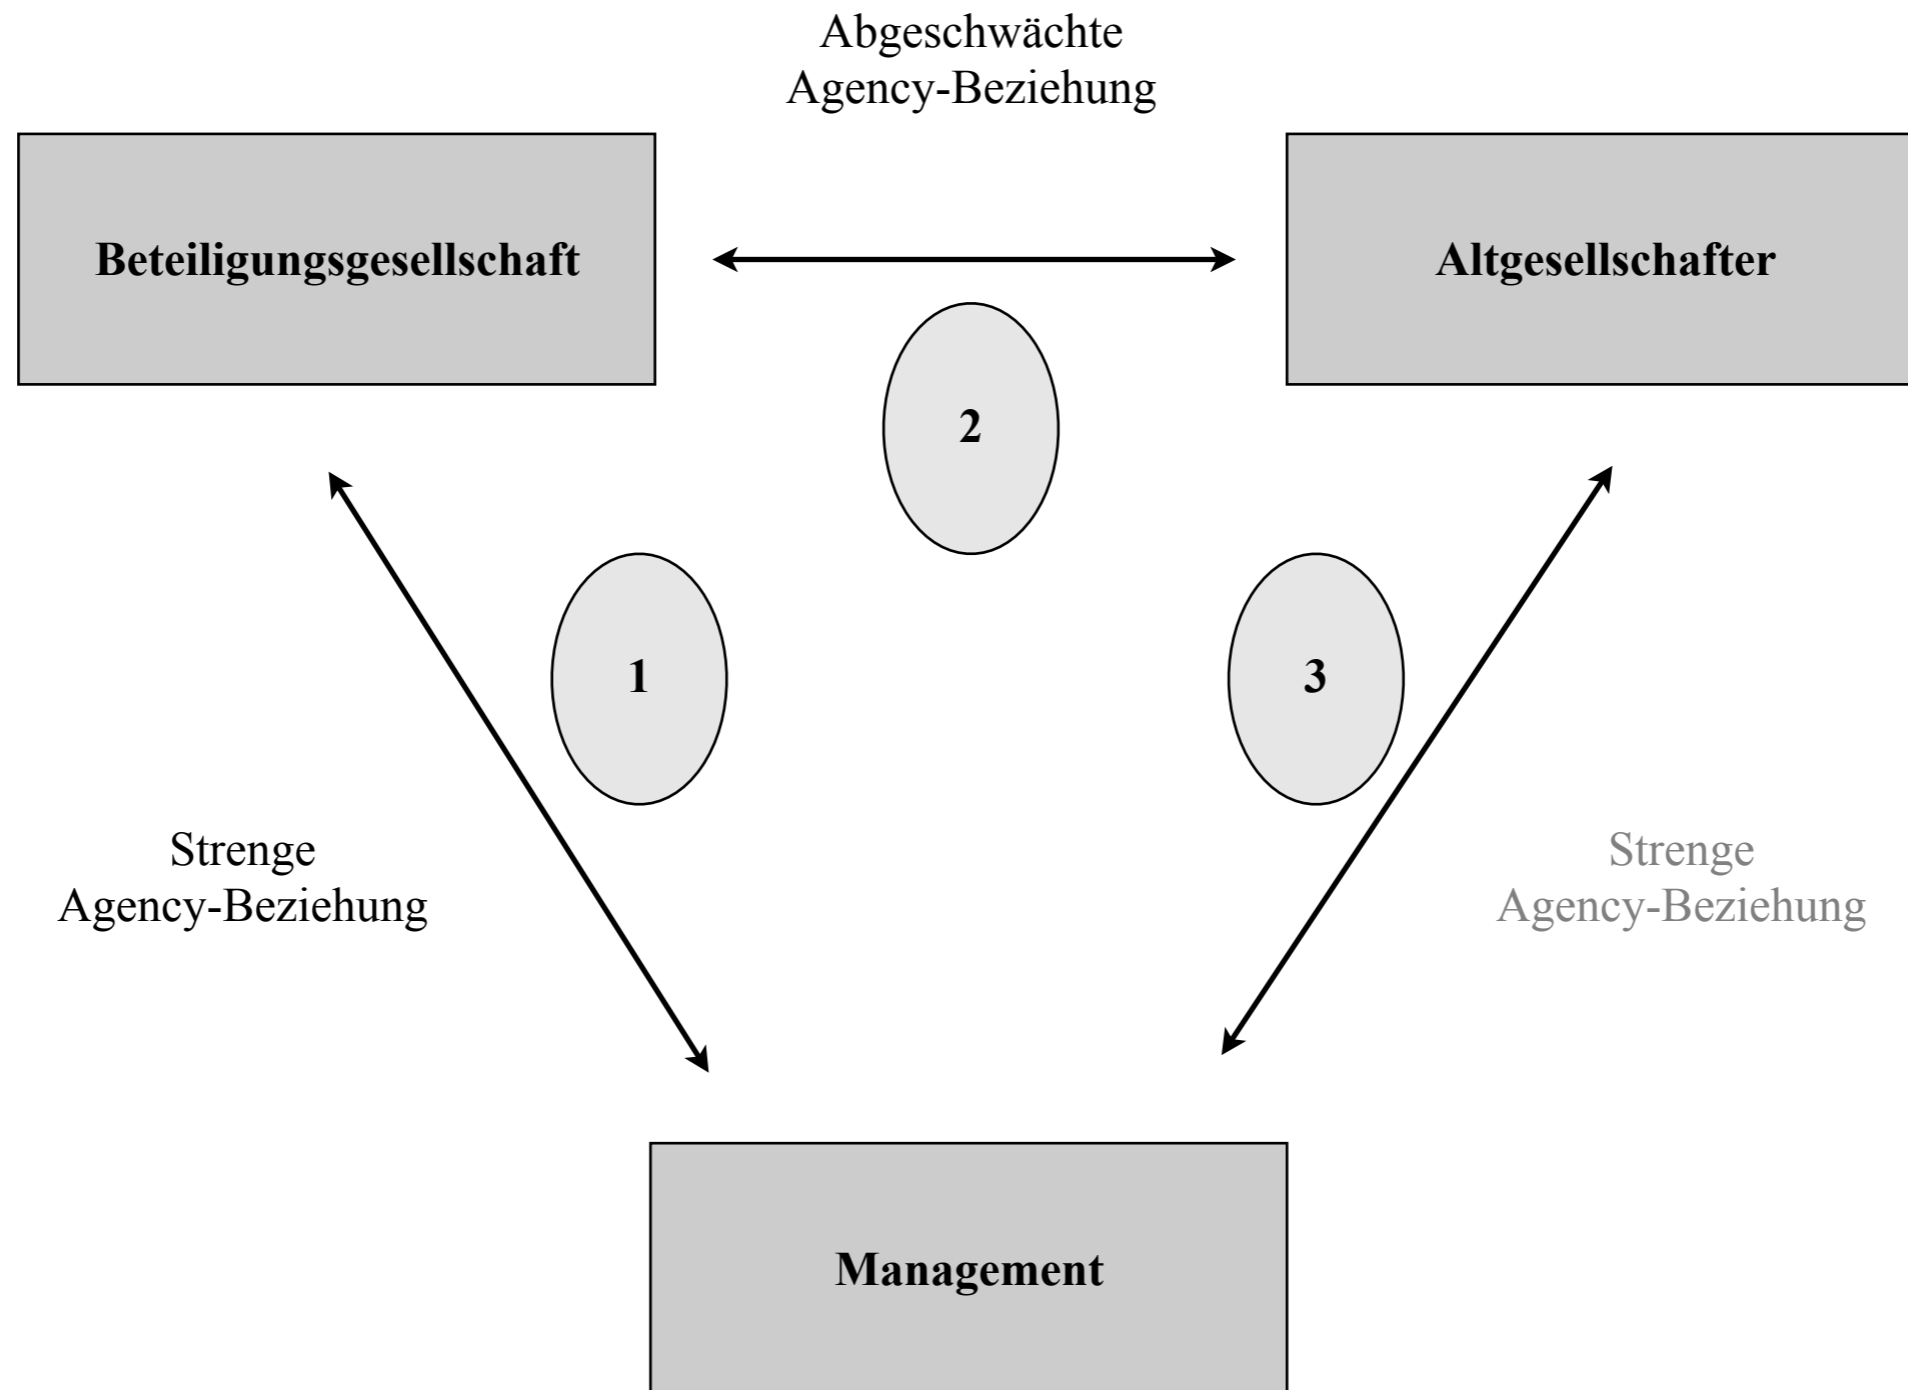 Abgeschwächte
Agency-Beziehung
Beteiligungsgesellschaft
Altgesellschafter
2
1
3
Strenge
Agency-Beziehung
Strenge
Agency-Beziehung
Management